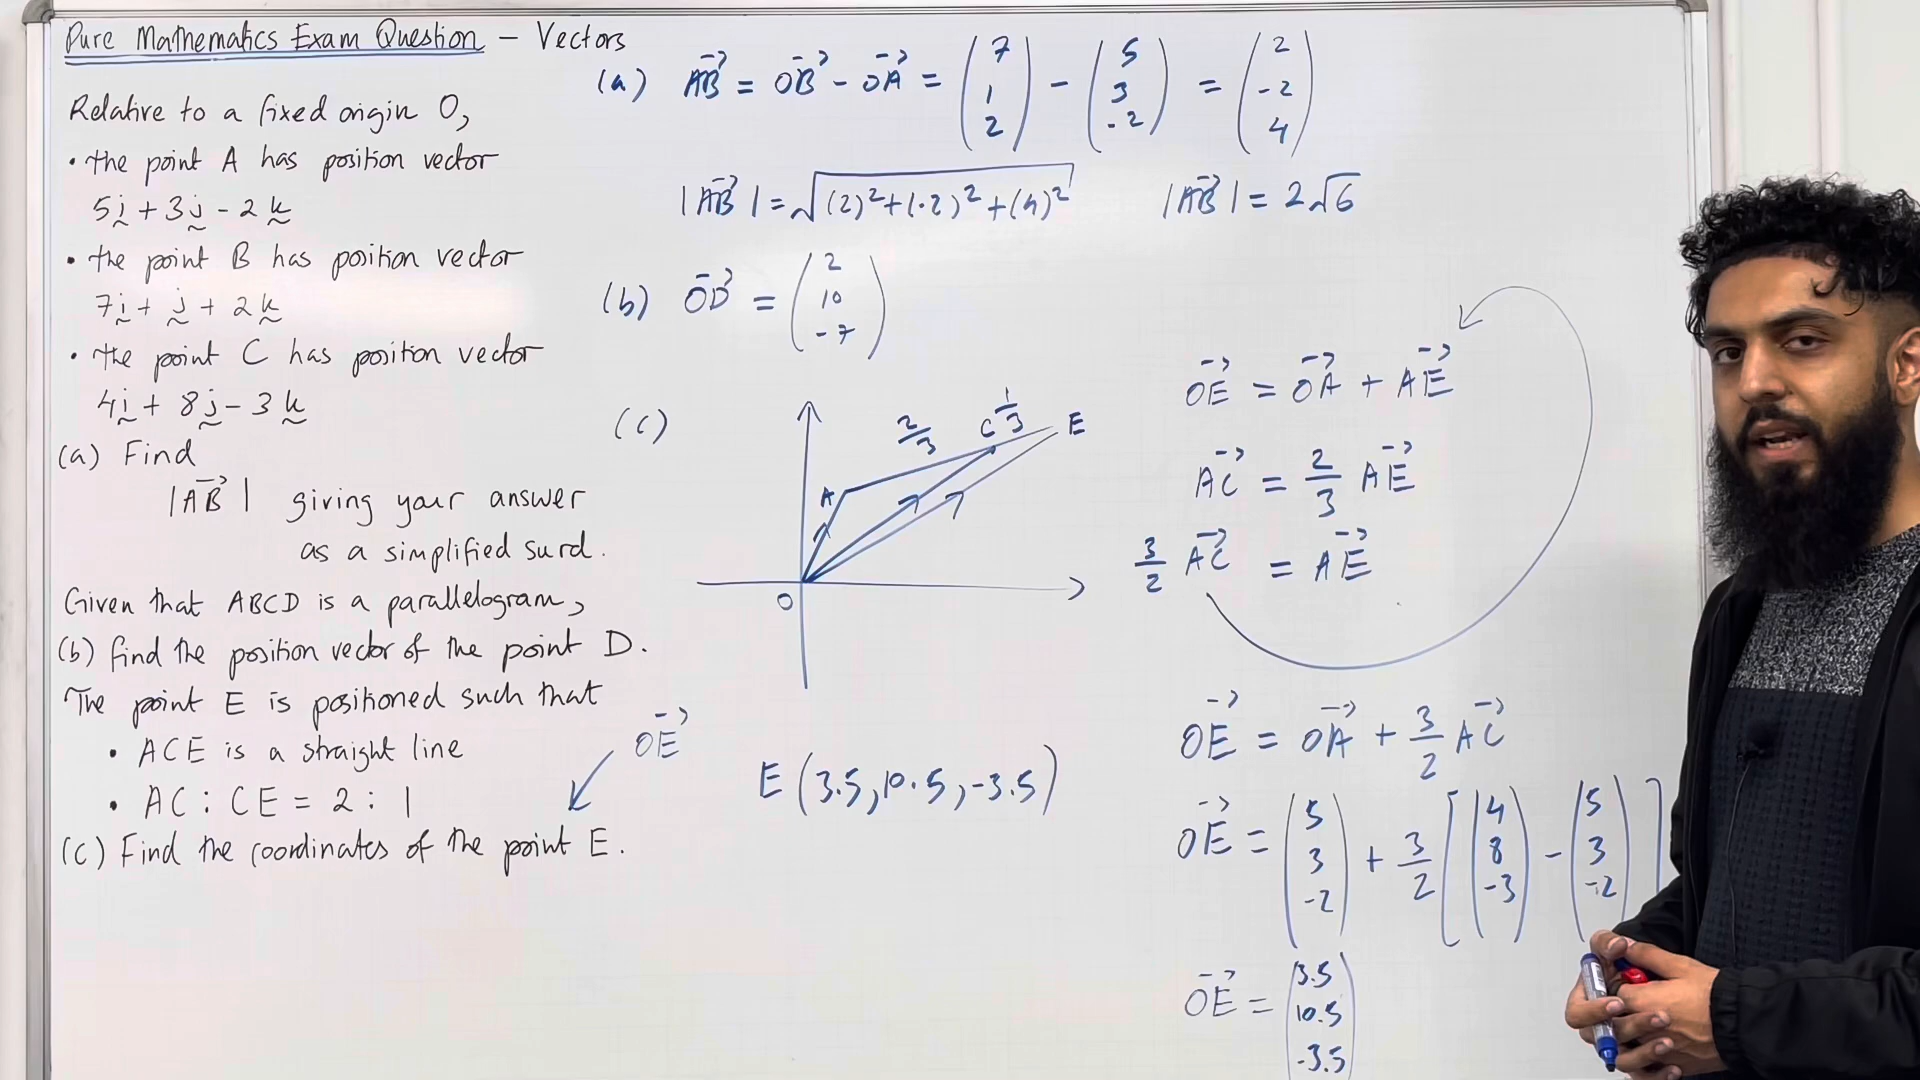 Pure Mathematics Exam Question - Vectors
Relative to a fixed origin O,
• the point A has position vector
5i + 3j - 2k
• the point B has position vector
7i + j + 2k
• the point C has position vector
4i + 8j - 3k
(a) Find
|AB| giving your answer
as a simplified surd.
Given that ABCD is a parallelogram,
(b) find the position vector of the point D.
The point E is positioned such that
• ACE is a straight line
• AC : CE = 2 : 1
(c) Find the coordinates of the point E.
OE
(a) AB = OB - OA = (7 1 2) - (5 3 -2) = (2 -2 4)
|AB| = √(2)²+(-2)²+(4)² |AB| = 2√6
(b) OD = (2 10 -7)
(c)
2/3 C 1/3 E
A
O
E (3.5, 10.5, -3.5)
OE = OA + AE
AC = 2/3 AE
3/2 AC = AE
OE = OA + 3/2 AC
OE = (5 3 -2) + 3/2 [(4 8 -3) - (5 3 -2)]
OE = (3.5 10.5 -3.5)